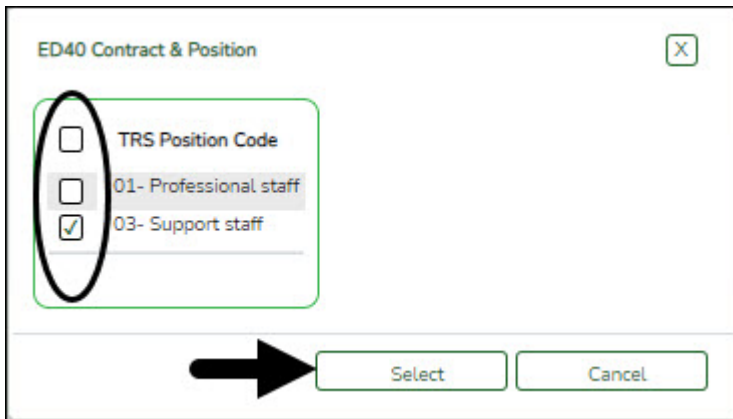 ED40 Contract & Position
X
TRS Position Code
01- Professional staff
03- Support staff
Select
Cancel